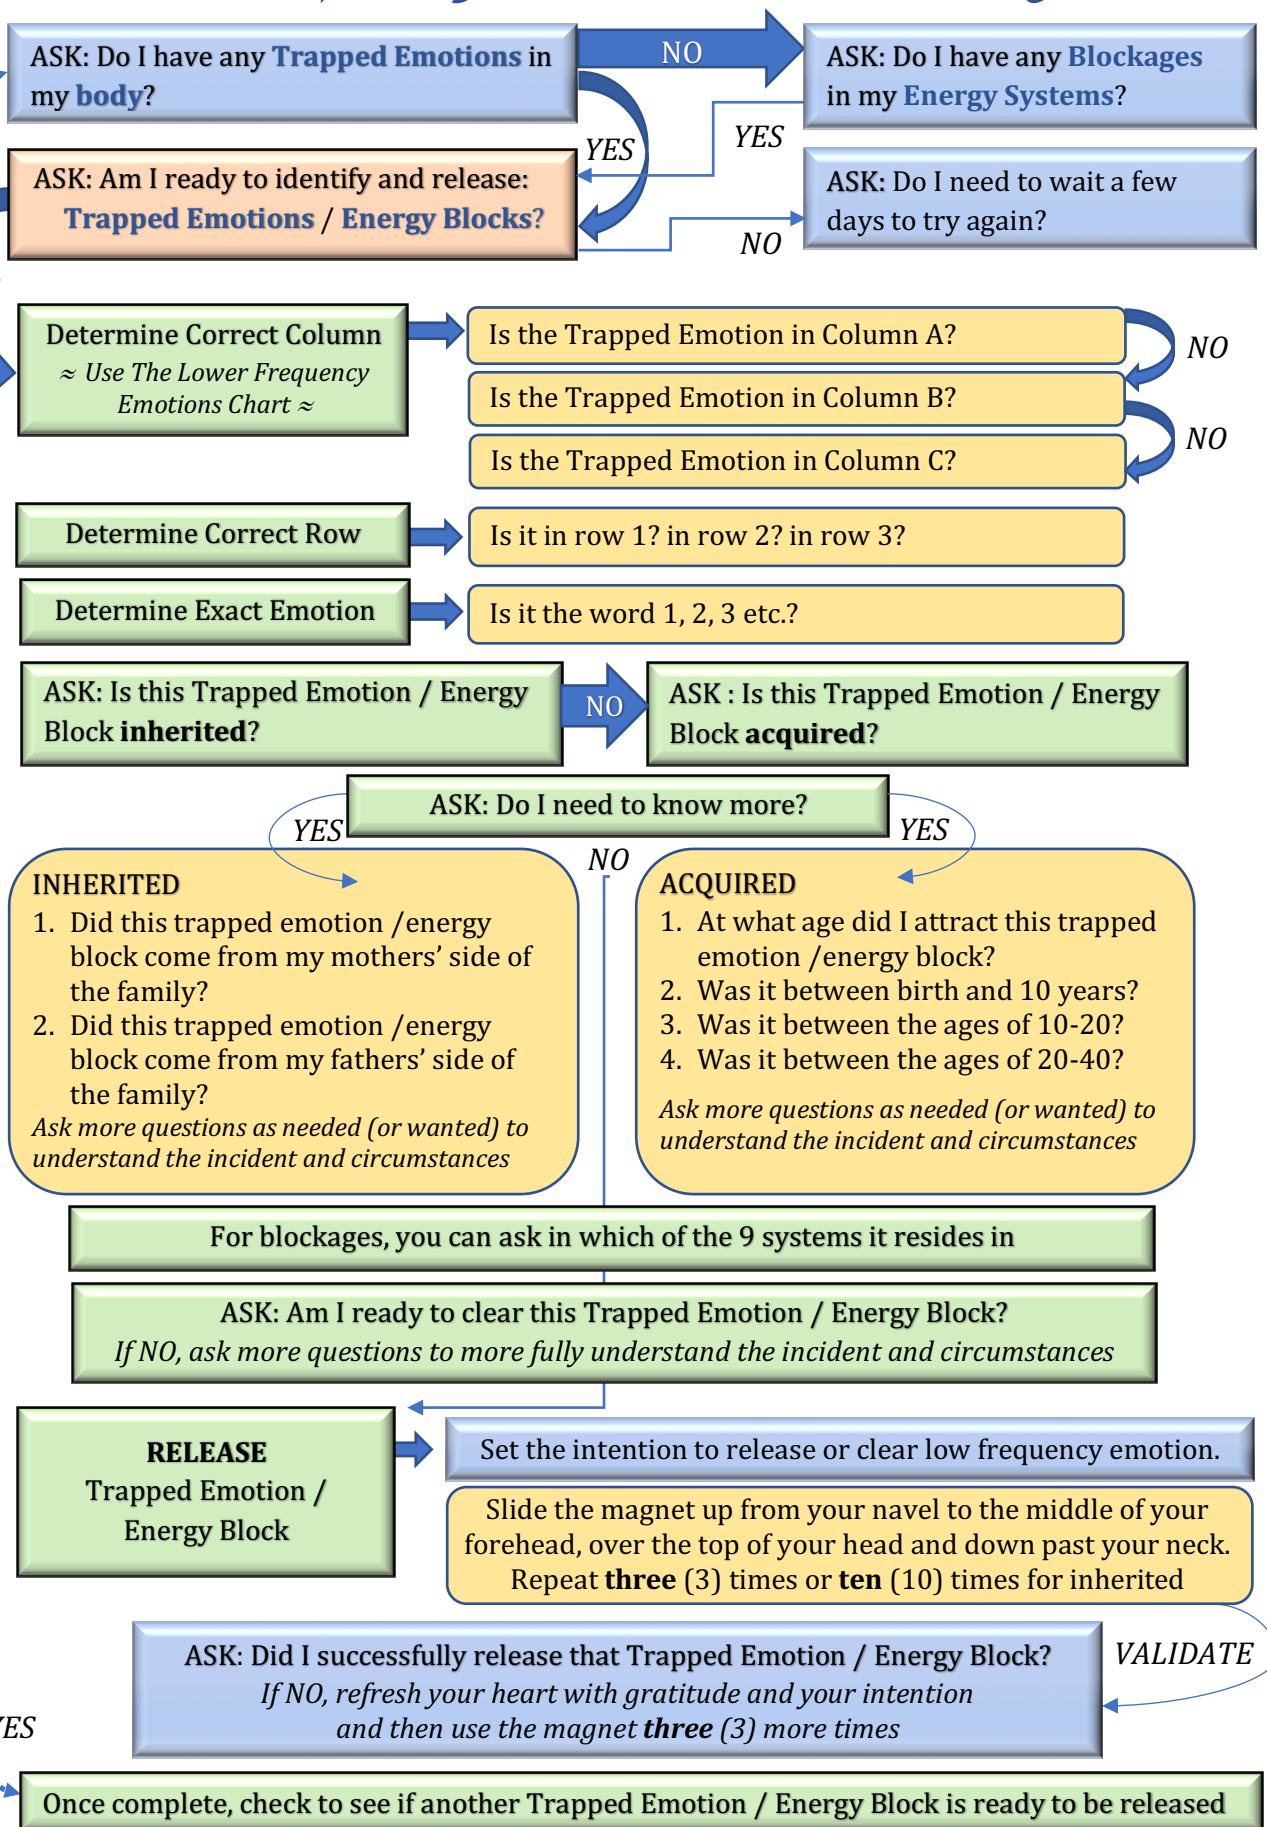 ASK: Do I have any Trapped Emotions in
my body?
NO
ASK: Do I have any Blockages
in my Energy Systems?
YES
YES
ASK: Am I ready to identify and release:
Trapped Emotions / Energy Blocks?
NO
ASK: Do I need to wait a few
days to try again?
Determine Correct Column
≈ Use The Lower Frequency
Emotions Chart ≈
Is the Trapped Emotion in Column A?
NO
Is the Trapped Emotion in Column B?
NO
Is the Trapped Emotion in Column C?
Determine Correct Row
Is it in row 1? in row 2? in row 3?
Determine Exact Emotion
Is it the word 1, 2, 3 etc.?
ASK: Is this Trapped Emotion / Energy
Block inherited?
NO
ASK : Is this Trapped Emotion / Energy
Block acquired?
ASK: Do I need to know more?
YES
NO
YES
INHERITED
1. Did this trapped emotion /energy
block come from my mothers’ side of
the family?
2. Did this trapped emotion /energy
block come from my fathers’ side of
the family?
Ask more questions as needed (or wanted) to
understand the incident and circumstances
ACQUIRED
1. At what age did I attract this trapped
emotion /energy block?
2. Was it between birth and 10 years?
3. Was it between the ages of 10-20?
4. Was it between the ages of 20-40?
Ask more questions as needed (or wanted) to
understand the incident and circumstances
For blockages, you can ask in which of the 9 systems it resides in
ASK: Am I ready to clear this Trapped Emotion / Energy Block?
If NO, ask more questions to more fully understand the incident and circumstances
RELEASE
Trapped Emotion /
Energy Block
Set the intention to release or clear low frequency emotion.
Slide the magnet up from your navel to the middle of your
forehead, over the top of your head and down past your neck.
Repeat three (3) times or ten (10) times for inherited
VALIDATE
ASK: Did I successfully release that Trapped Emotion / Energy Block?
If NO, refresh your heart with gratitude and your intention
and then use the magnet three (3) more times
YES
Once complete, check to see if another Trapped Emotion / Energy Block is ready to be released